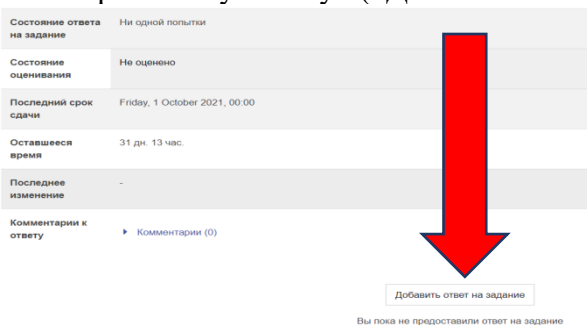 Состояние ответа на задание
Ни одной попытки
Состояние оценивания
Не оценено
Последний срок сдачи
Friday, 1 October 2021, 00:00
Оставшееся время
31 дн. 13 час.
Последнее изменение
-
Комментарии к ответу
Комментарии (0)
Добавить ответ на задание
Вы пока не предоставили ответ на задание